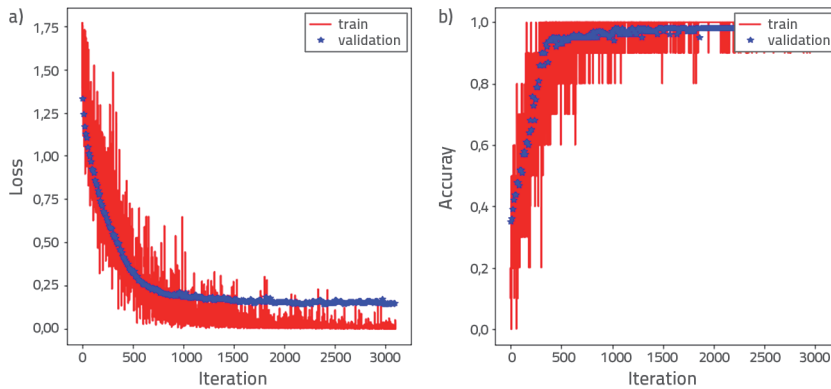 a)
train
validation
1,75
1,50
1,25
1,00
0,75
0,50
0,25
0,00
Loss
0
500
1000
1500
2000
2500
3000
Iteration
b)
train
validation
1,0
0,8
0,6
0,4
0,2
0,0
Accuray
0
500
1000
1500
2000
2500
3000
Iteration